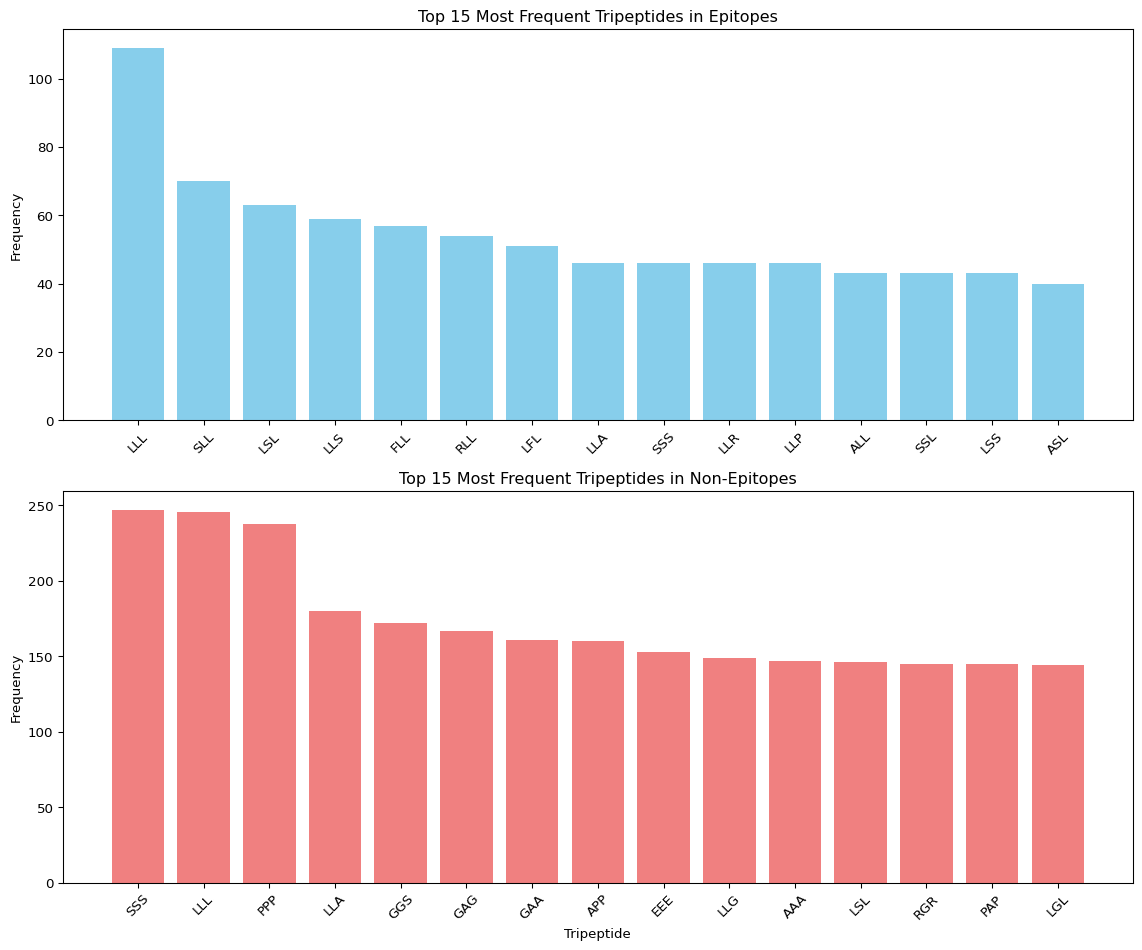 Top 15 Most Frequent Tripeptides in Epitopes
Frequency
100
80
60
40
20
0
LLL SLL LSL LLS FLL RLL LFL LLA SSS LLR LLP ALL SSL LSS ASL
Top 15 Most Frequent Tripeptides in Non-Epitopes
Frequency
250
200
150
100
50
0
SSS LLL PPP LLA GGS GAG GAA APP EEE LLG AAA LSL RGR PAP LGL
Tripeptide